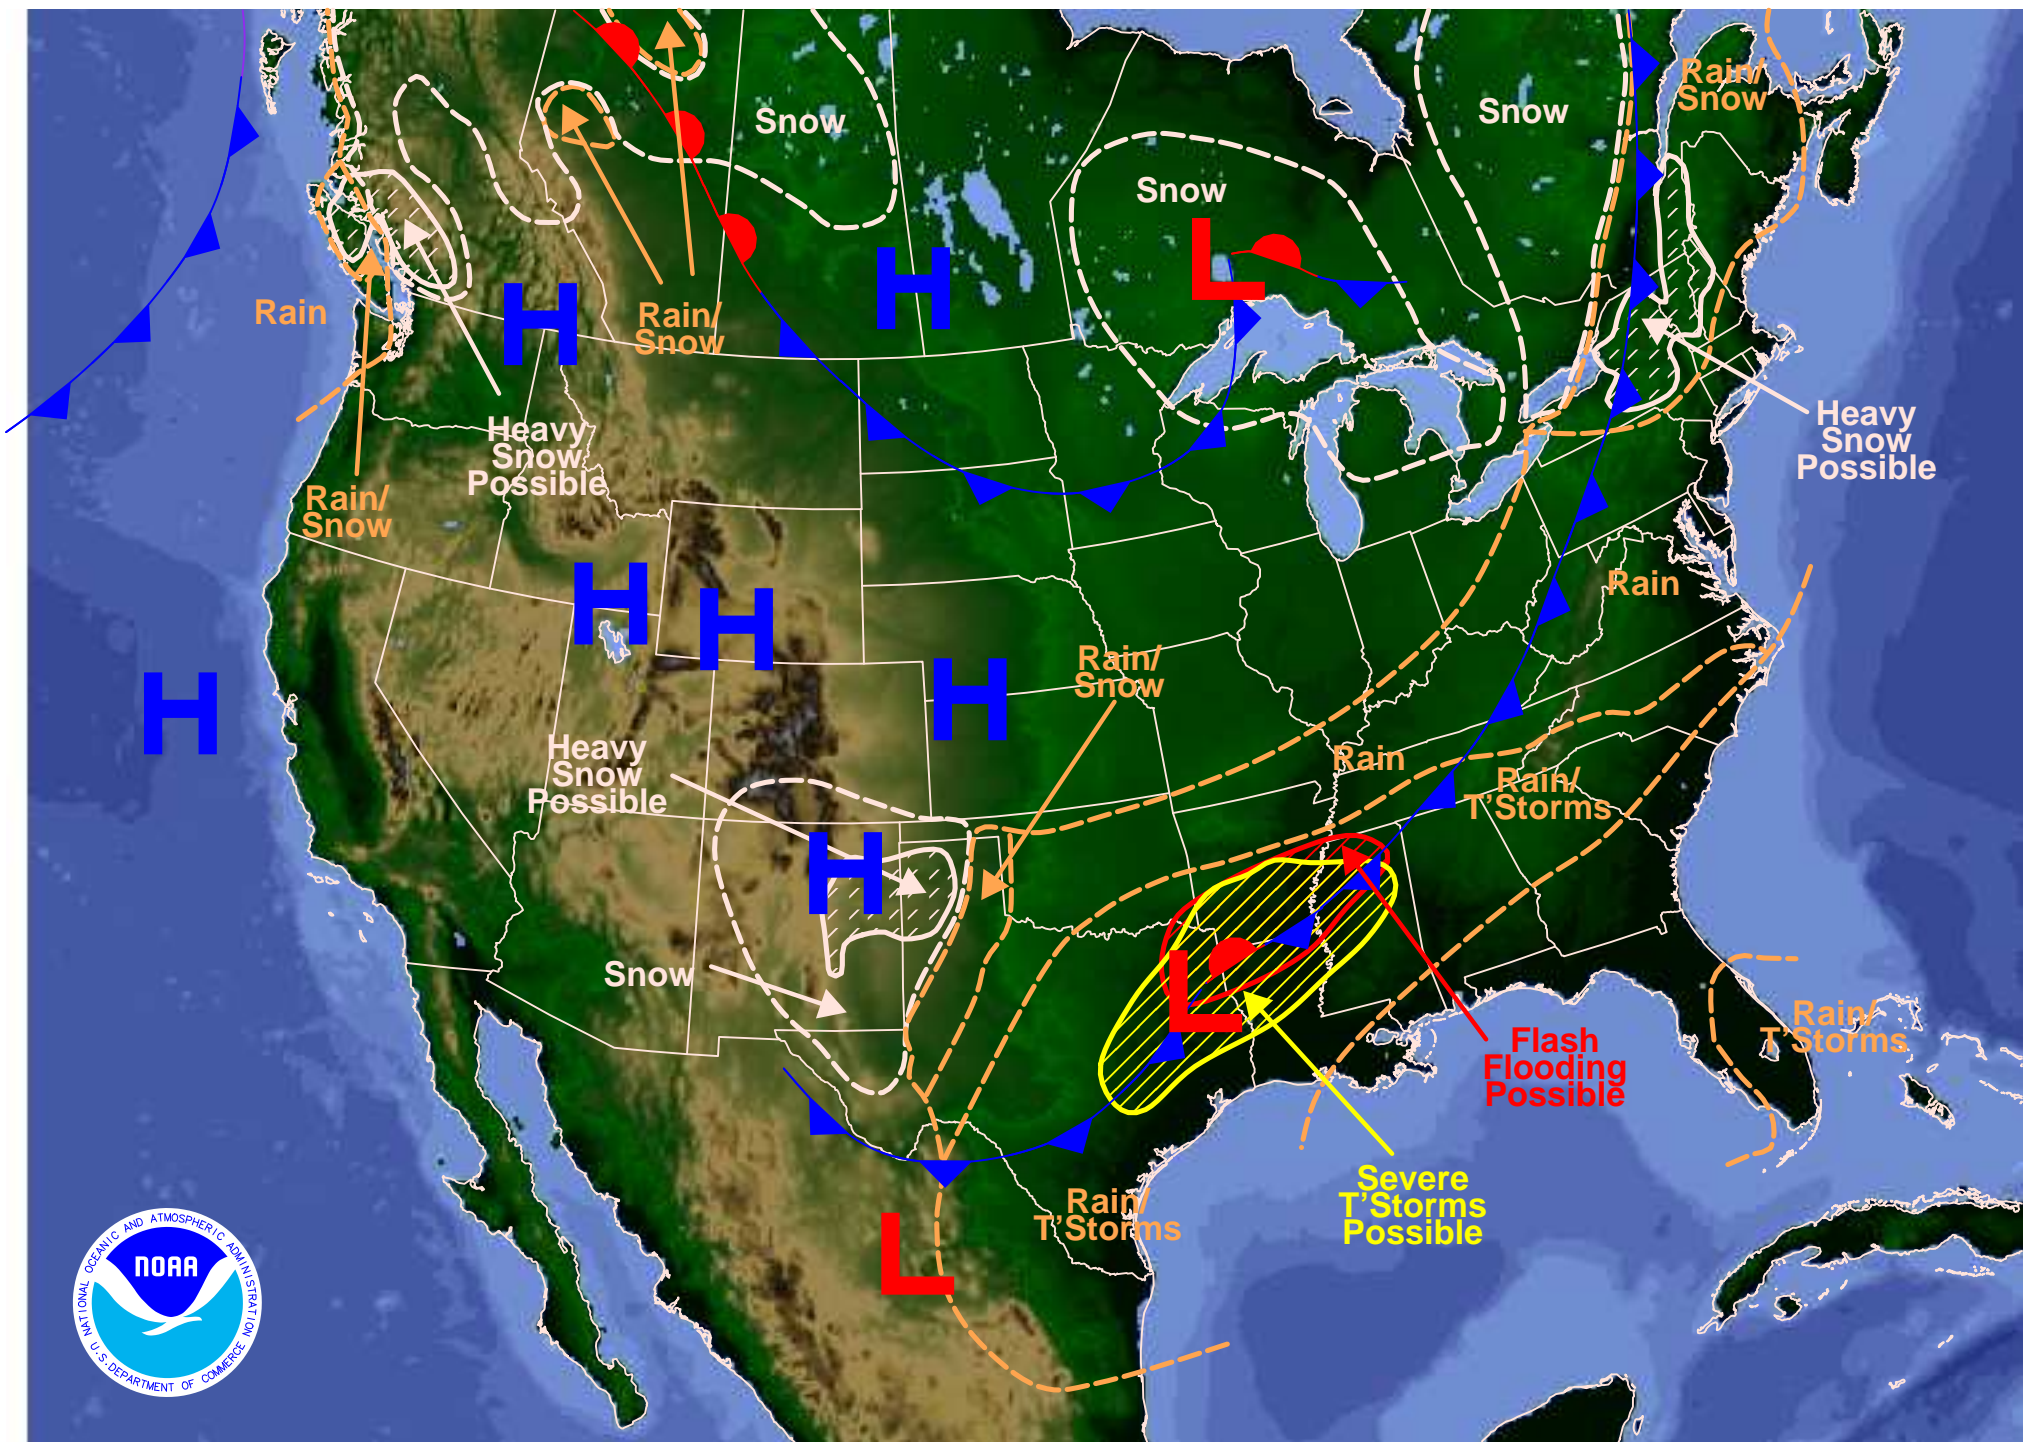 Rain/
Snow
Snow
Snow
Snow
Rain
Rain/
Snow
Heavy
Snow
Possible
Heavy
Snow
Possible
Rain/
Snow
Rain
Rain/
Snow
Heavy
Snow
Possible
Rain
Rain/
T'Storms
Snow
Rain/
T'Storms
Flash
Flooding
Possible
Severe
T'Storms
Possible
Rain/
T'Storms
H
H
H
H
H
H
H
L
L
L
NATIONAL OCEANIC AND ATMOSPHERIC ADMINISTRATION
NOAA
U.S. DEPARTMENT OF COMMERCE